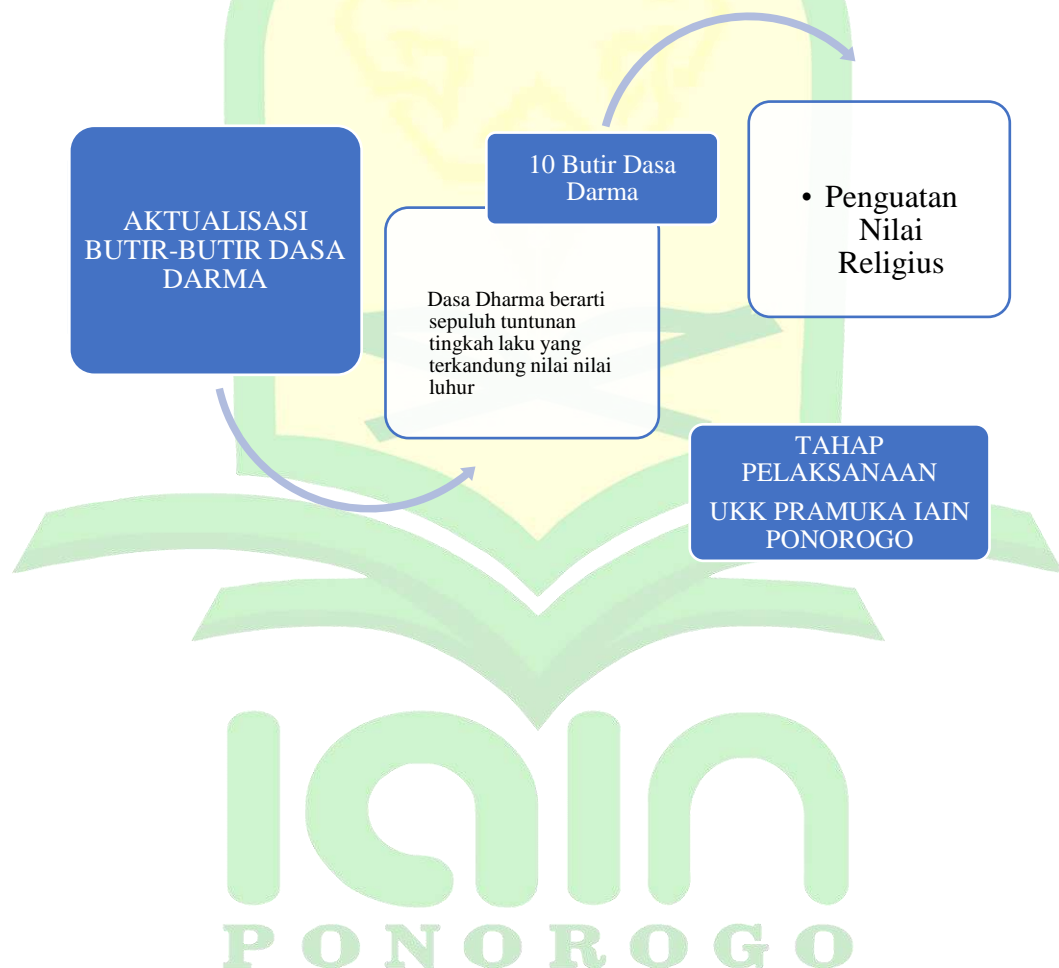 AKTUALISASI
BUTIR-BUTIR DASA
DARMA
Dasa Dharma berarti
sepuluh tuntunan
tingkah laku yang
terkandung nilai nilai
luhur
10 Butir Dasa
Darma
• Penguatan
Nilai
Religius
TAHAP
PELAKSANAAN
UKK PRAMUKA IAIN
PONOROGO
iain
PONOROGO